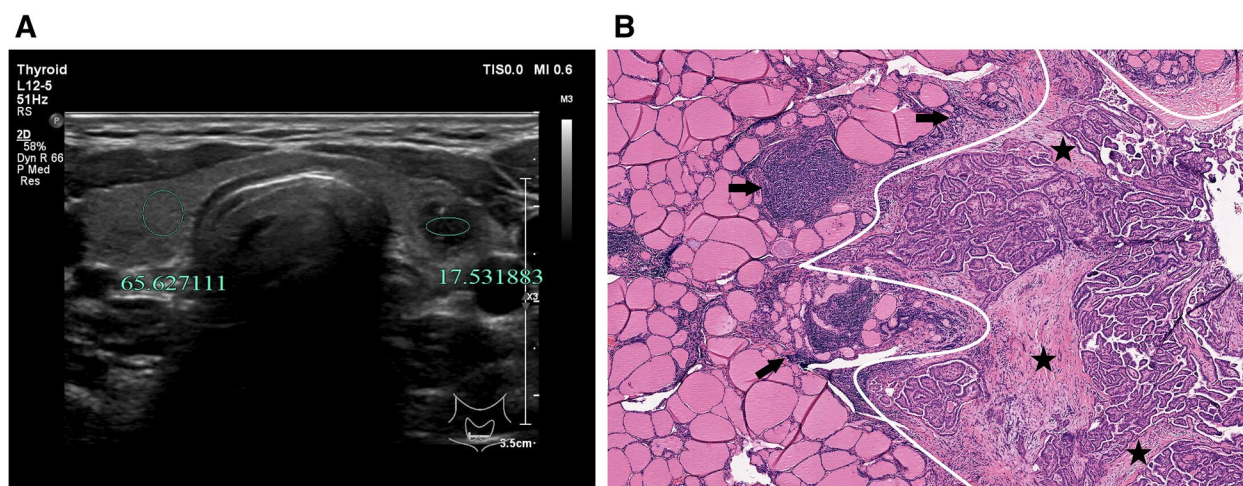 A
B
Thyroid
L12-5
51Hz
RS
TIS0.0 MI 0.6
M3
P
2D
58%
Dyn R 66
P Med
Res
65.627111
17.531883
X3
3.5cm